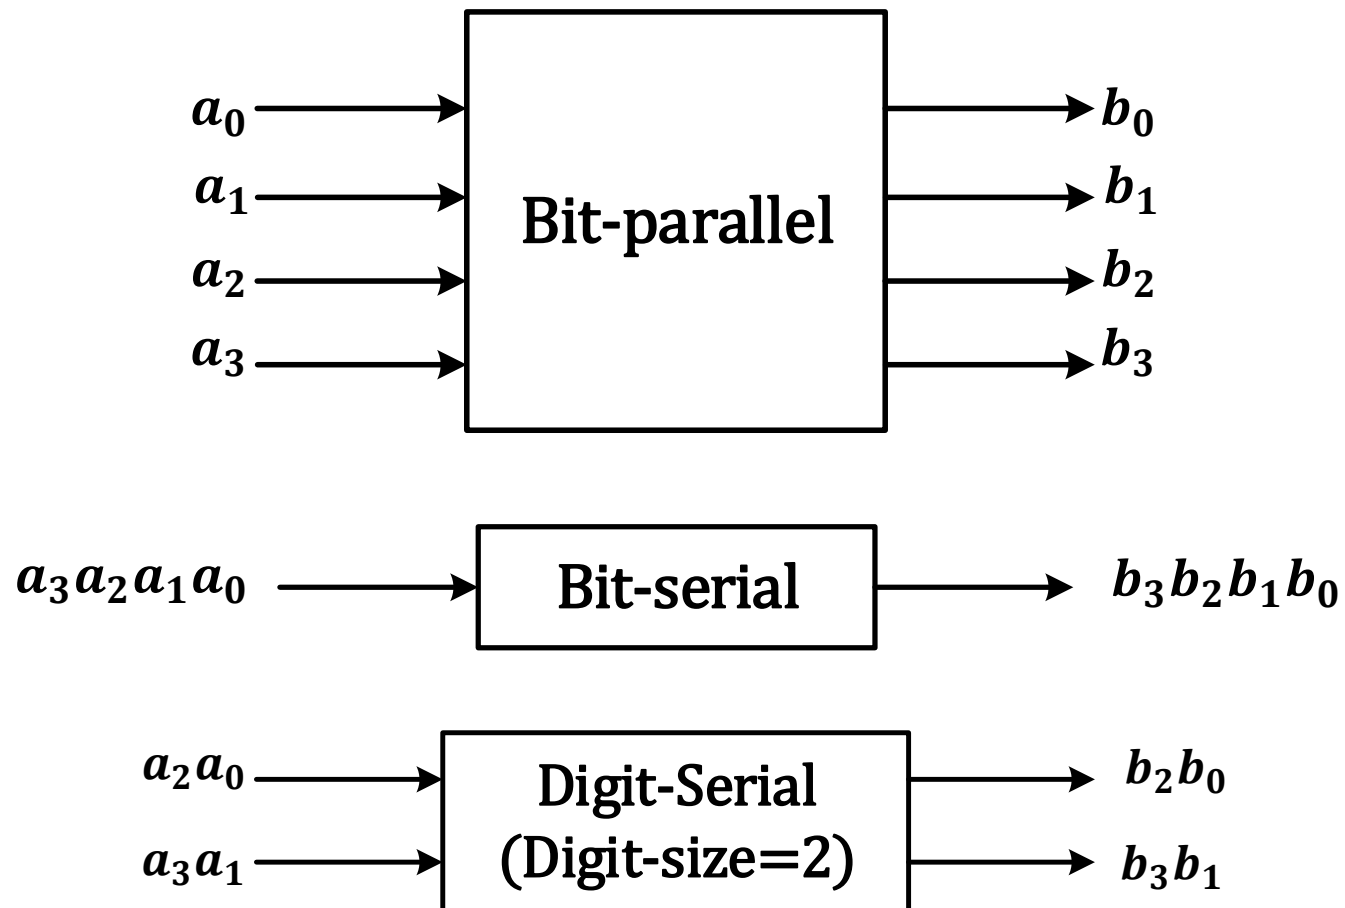 a₀ Bit-parallel b₀
a₁ b₁
a₂ b₂
a₃ b₃
a₃a₂a₁a₀ Bit-serial b₃b₂b₁b₀
a₂a₀ Digit-Serial b₂b₀
a₃a₁ (Digit-size=2) b₃b₁